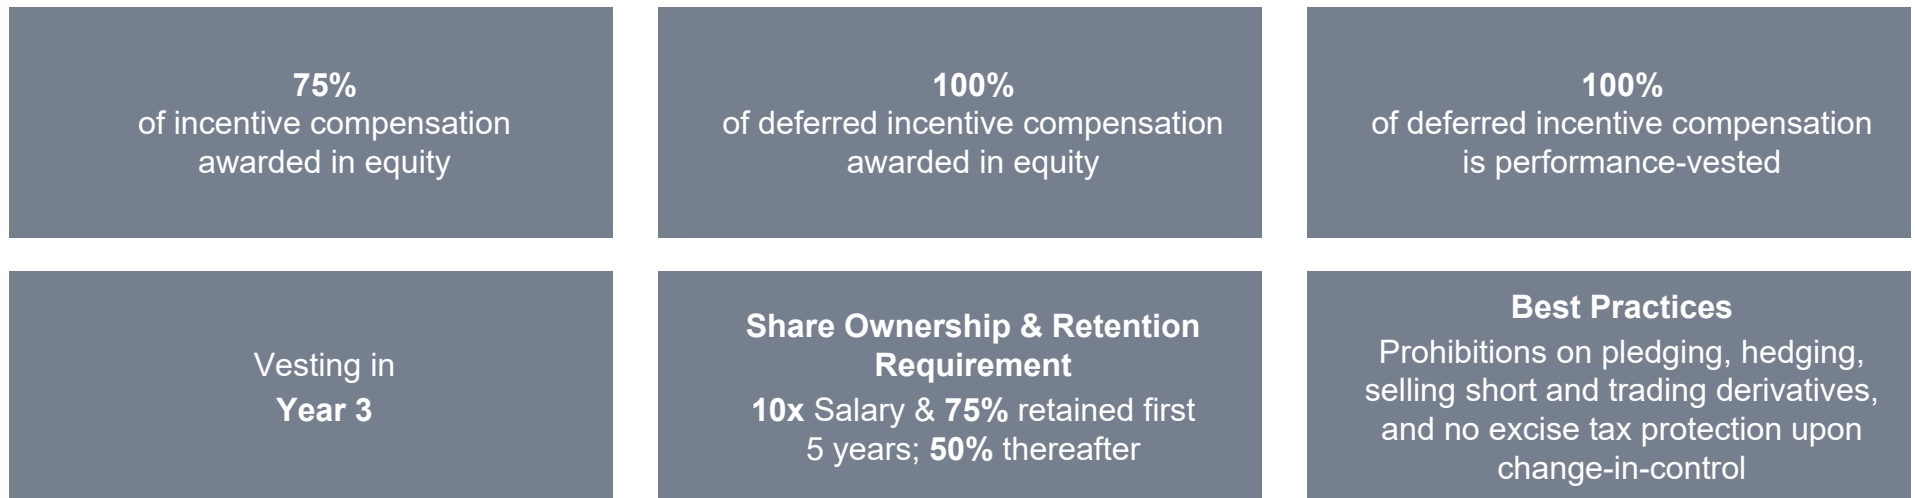 75%
of incentive compensation
awarded in equity
100%
of deferred incentive compensation
awarded in equity
100%
of deferred incentive compensation
is performance-vested
Vesting in
Year 3
Share Ownership & Retention
Requirement
10x Salary & 75% retained first
5 years; 50% thereafter
Best Practices
Prohibitions on pledging, hedging,
selling short and trading derivatives,
and no excise tax protection upon
change-in-control